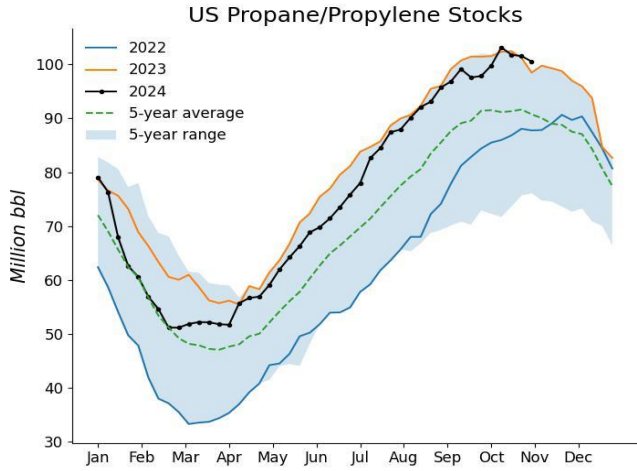 US Propane/Propylene Stocks
Million bbl
100
90
80
70
60
50
40
30
2022
2023
2024
5-year average
5-year range
Jan Feb Mar Apr May Jun Jul Aug Sep Oct Nov Dec